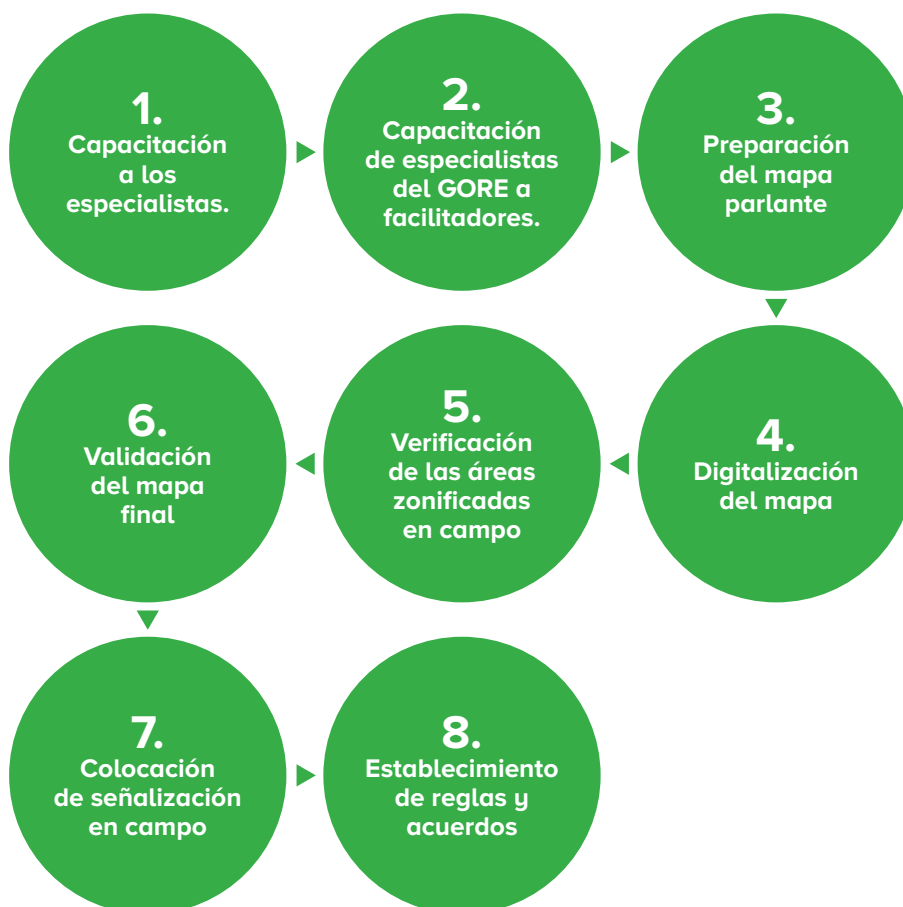 1.
Capacitación
a los
especialistas.
2.
Capacitación
de especialistas
del GORE a
facilitadores.
3.
Preparación
del mapa
parlante
4.
Digitalización
del mapa
5.
Verificación
de las áreas
zonificadas
en campo
6.
Validación
del mapa
final
7.
Colocación
de señalización
en campo
8.
Establecimiento
de reglas y
acuerdos